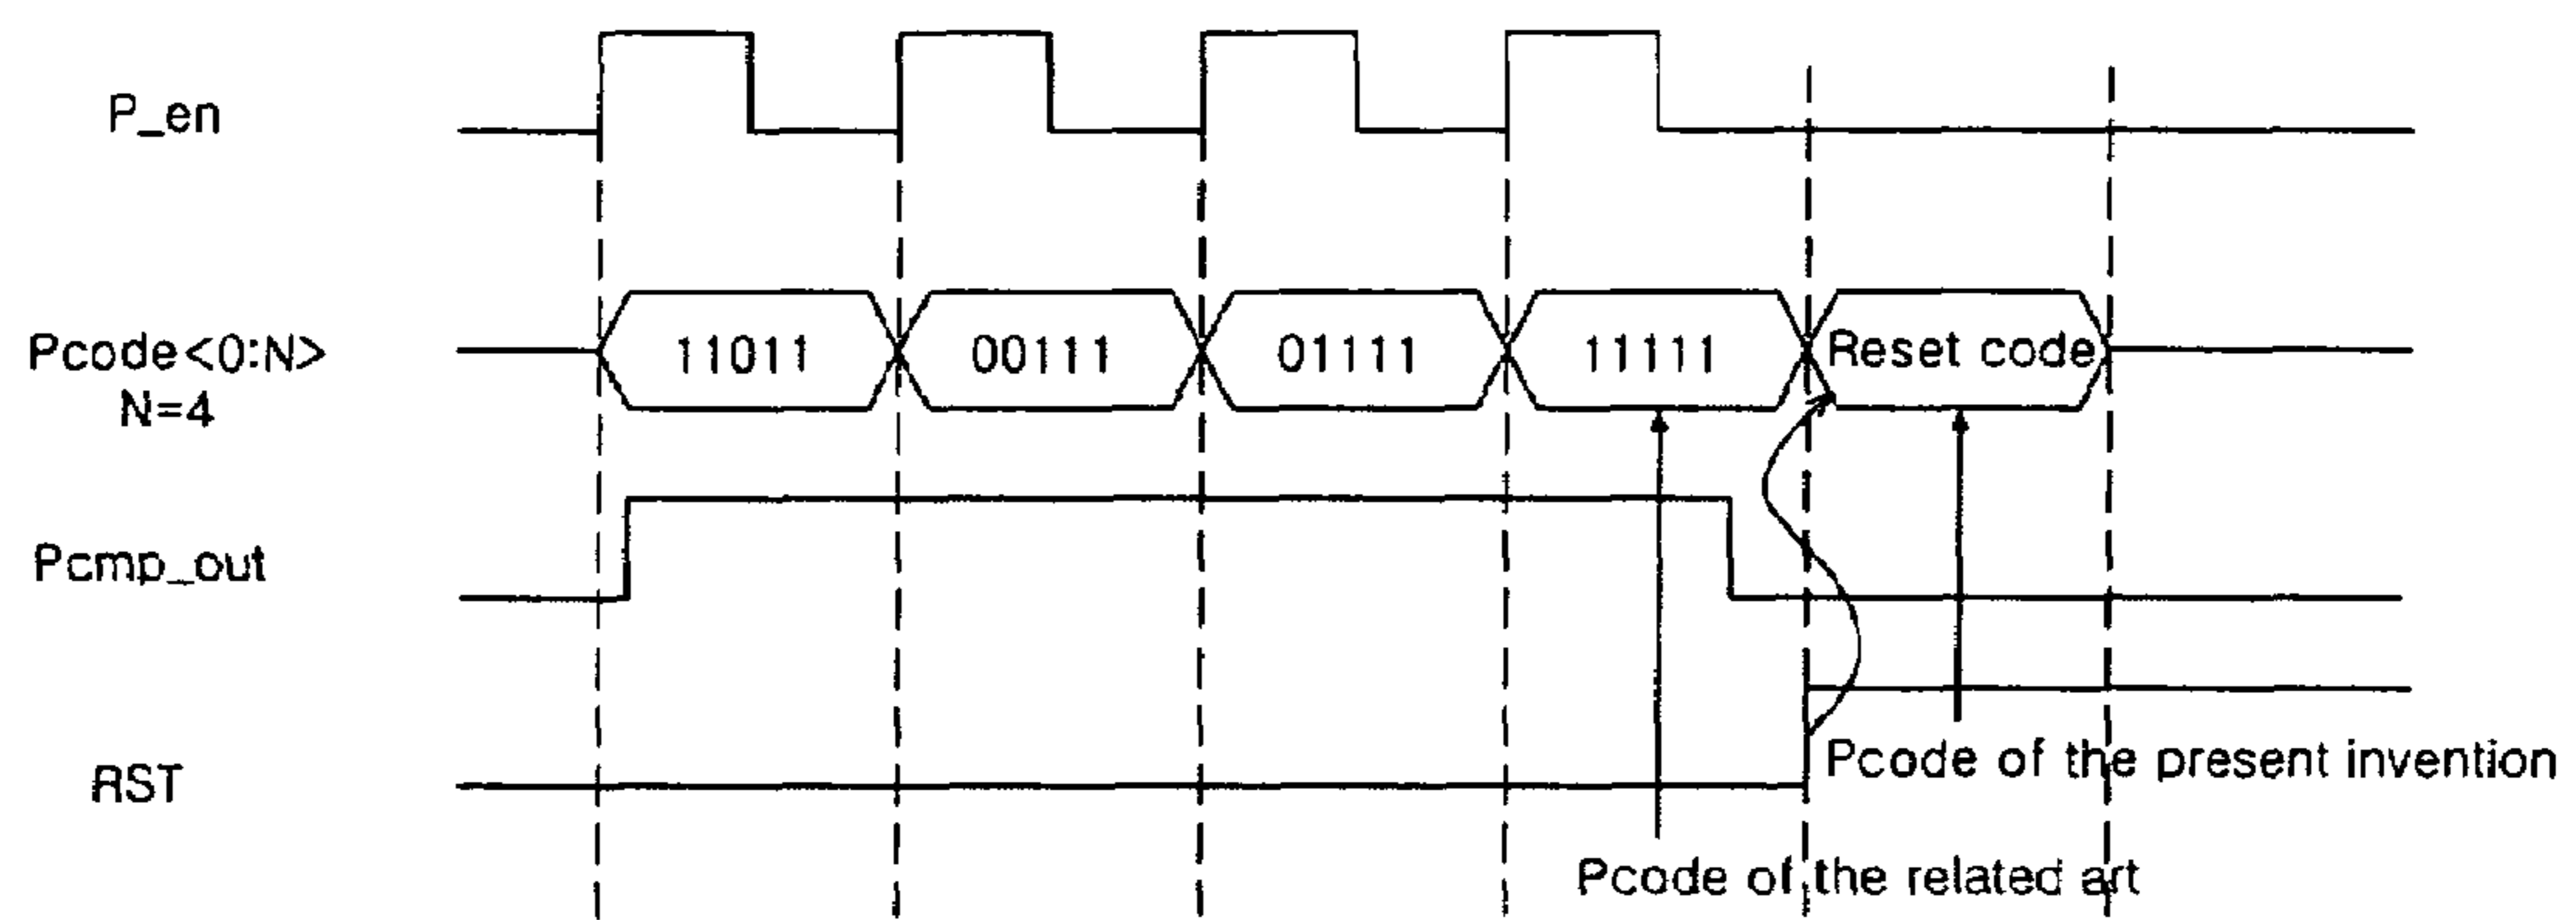 P_en
Pcode<0:N>
N=4
11011
00111
01111
11111
Reset code
Pcmp_out
RST
Pcode of the present invention
Pcode of the related art